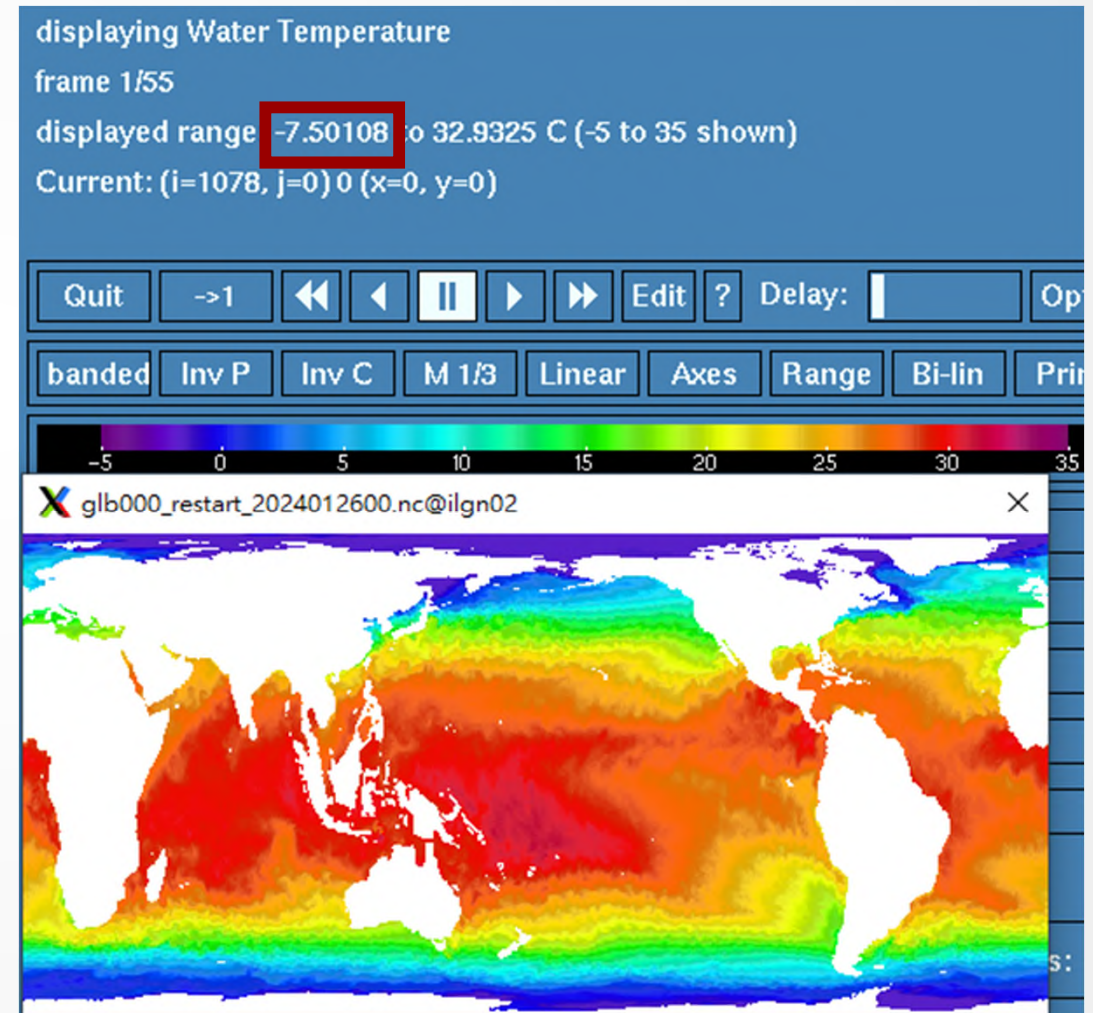 displaying Water Temperature
frame 1/55
displayed range -7.50108 to 32.9325 C (-5 to 35 shown)
Current: (i=1078, j=0) 0 (x=0, y=0)
Quit ->1 Edit ? Delay:
banded Inv P Inv C M 1/3 Linear Axes Range Bi-lin
-5 0 5 10 15 20 25 30 35
glb000_restart_2024012600.nc@ilgn02
s: